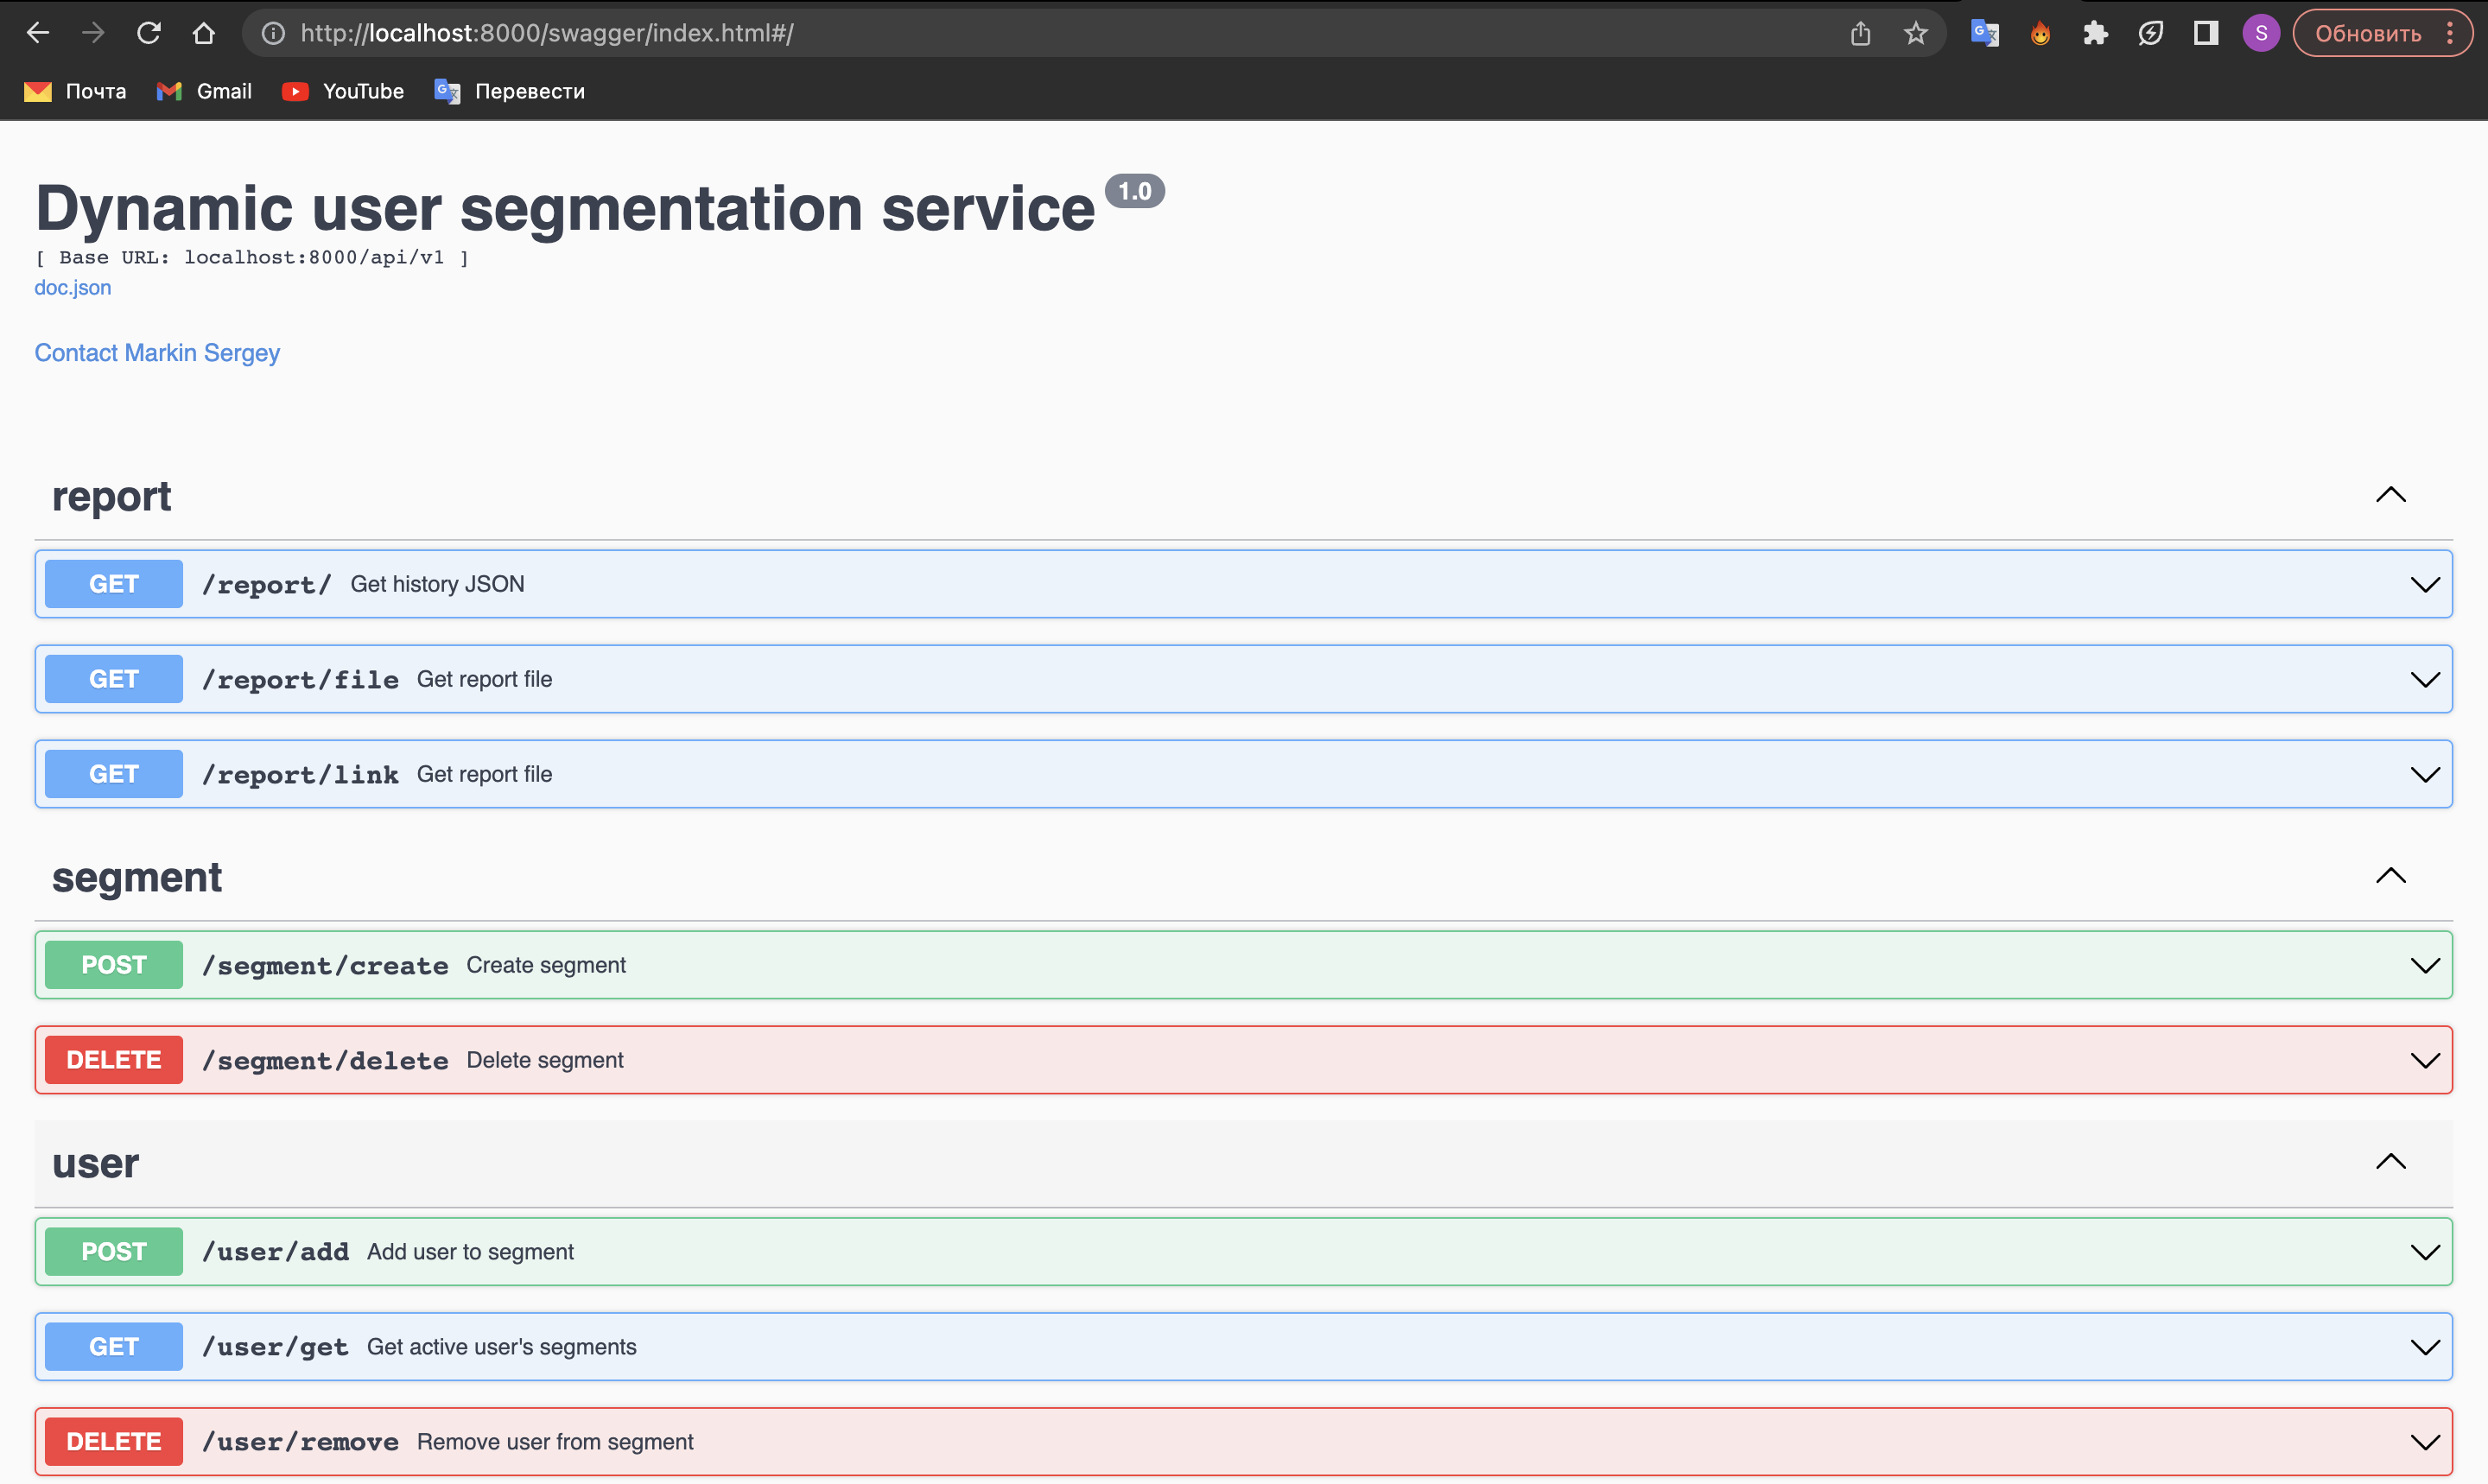 http://localhost:8000/swagger/index.html#/
S
Обновить
Почта
Gmail
YouTube
Перевести
Dynamic user segmentation service 1.0
[ Base URL: localhost:8000/api/v1 ]
doc.json
Contact Markin Sergey
report
GET /report/ Get history JSON
GET /report/file Get report file
GET /report/link Get report file
segment
POST /segment/create Create segment
DELETE /segment/delete Delete segment
user
POST /user/add Add user to segment
GET /user/get Get active user's segments
DELETE /user/remove Remove user from segment